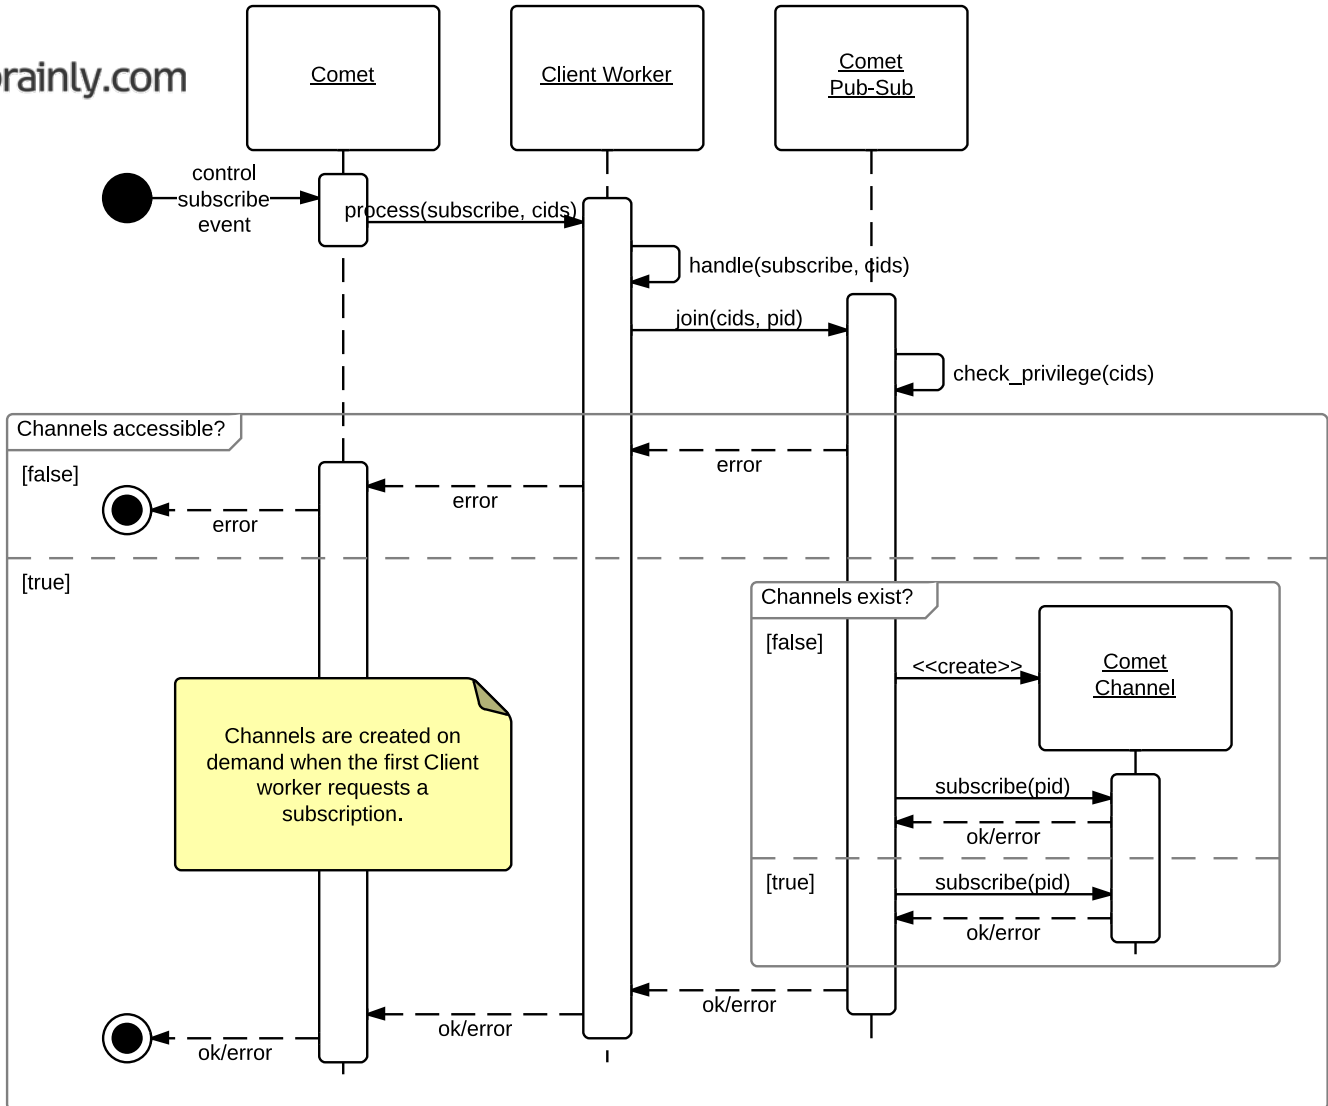 Comet
Client Worker
Comet
Pub-Sub
rainly.com
control
subscribe
event
process(subscribe, cids)
handle(subscribe, cids)
join(cids, pid)
check_privilege(cids)
Channels accessible?
[false]
error
error
error
[true]
Channels exist?
[false]
<<create>>
Comet
Channel
Channels are created on
demand when the first Client
worker requests a
subscription.
subscribe(pid)
ok/error
[true]
subscribe(pid)
ok/error
ok/error
ok/error
ok/error